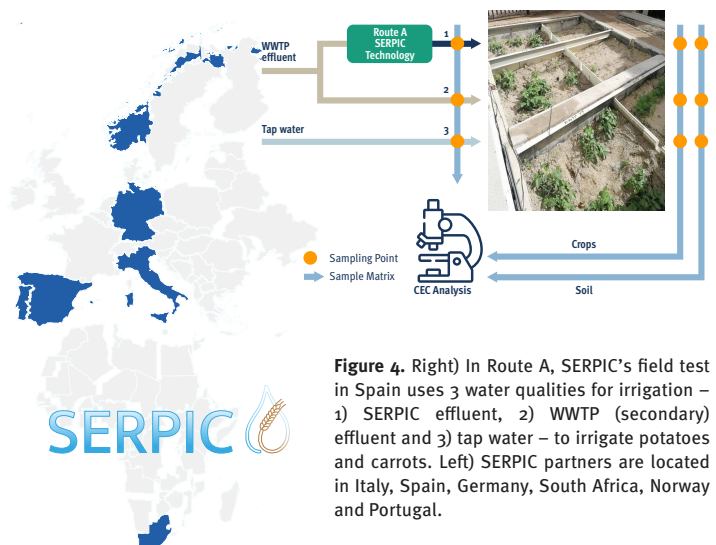 WWTP
effluent
Route A
SERPIC
Technology
1
2
Tap water
3
Sampling Point
Sample Matrix
CEC Analysis
Crops
Soil
SERPIC
Figure 4. Right) In Route A, SERPIC's field test
in Spain uses 3 water qualities for irrigation –
1) SERPIC effluent, 2) WWTP (secondary)
effluent and 3) tap water – to irrigate potatoes
and carrots. Left) SERPIC partners are located
in Italy, Spain, Germany, South Africa, Norway
and Portugal.